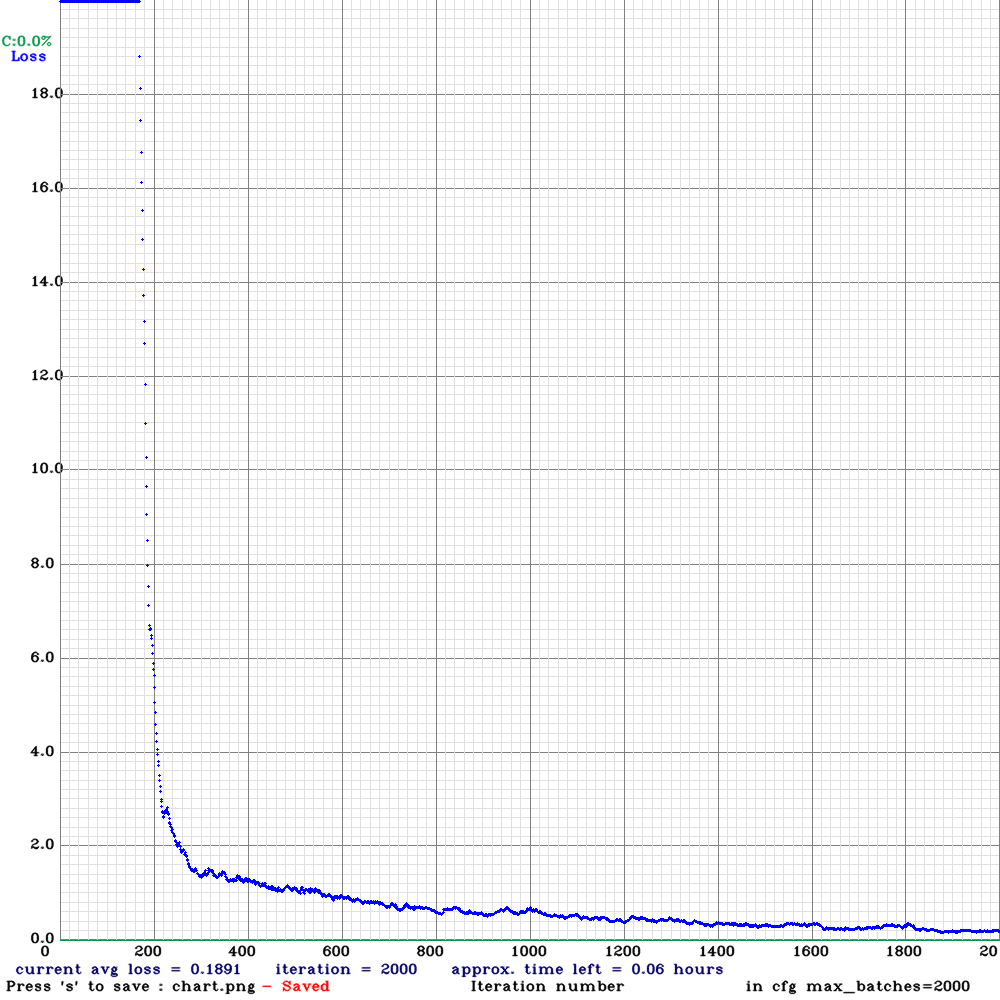 C:0.0%
Loss
18.0
16.0
14.0
12.0
10.0
8.0
6.0
4.0
2.0
0.0
0 200 400 600 800 1000 1200 1400 1600 1800 20
current avg loss = 0.1891 iteration = 2000 approx. time left = 0.06 hours
Press 's' to save : chart.png - Saved Iteration number in cfg max_batches=2000